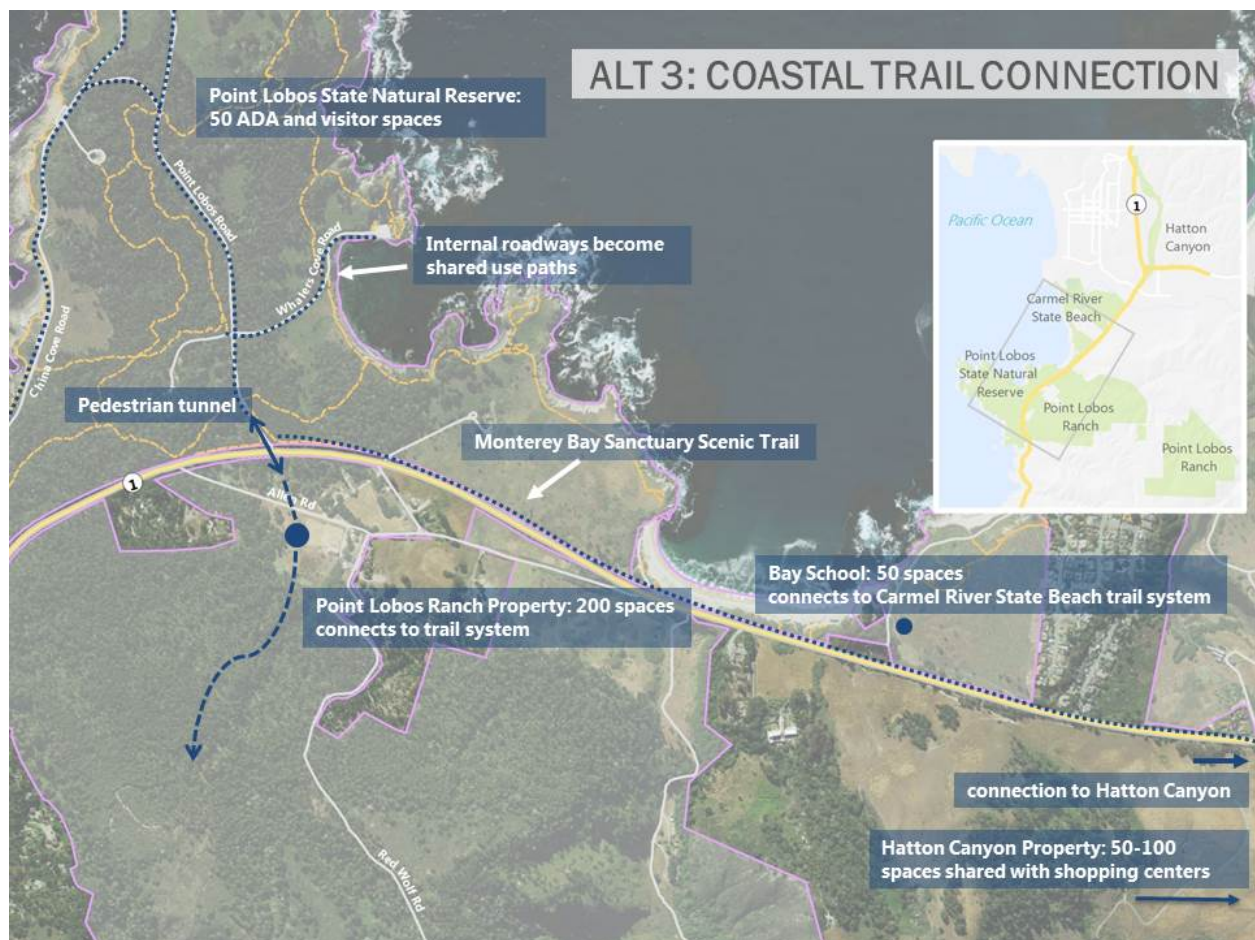 ALT 3: COASTAL TRAIL CONNECTION
Point Lobos State Natural Reserve:
50 ADA and visitor spaces
Point Lobos Road
Internal roadways become
shared use paths
Whalers Cove Road
China Cove Road
Pedestrian tunnel
Monterey Bay Sanctuary Scenic Trail
1
Allen Rd
Point Lobos Ranch Property: 200 spaces
connects to trail system
Bay School: 50 spaces
connects to Carmel River State Beach trail system
Red Wolf Rd
connection to Hatton Canyon
Hatton Canyon Property: 50-100
spaces shared with shopping centers
Pacific Ocean
1
Hatton
Canyon
Carmel River
State Beach
Point Lobos
State Natural
Reserve
Point Lobos
Ranch
Point Lobos
Ranch